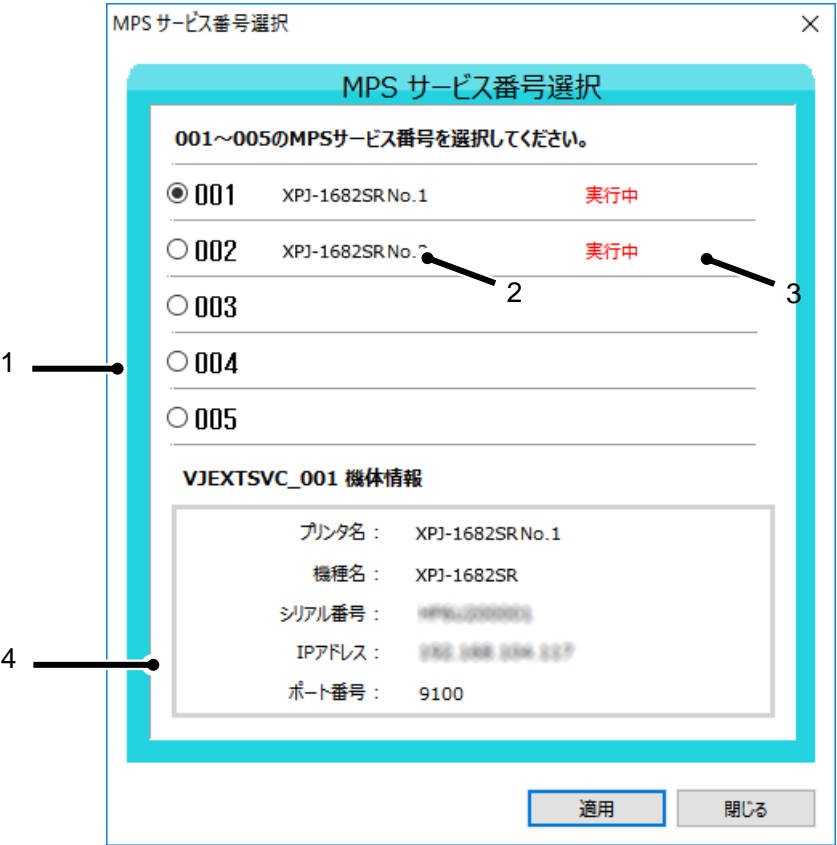 MPS サービス番号選択
MPS サービス番号選択
001～005のMPSサービス番号を選択してください。
001 XPJ-1682SR No.1 実行中
002 XPJ-1682SR No. 実行中
2
3
003
1
004
005
VJEXTSVC_001 機体情報
プリンタ名： XPJ-1682SR No.1
機種名： XPJ-1682SR
シリアル番号：
IPアドレス：
4
ポート番号： 9100
適用 閉じる